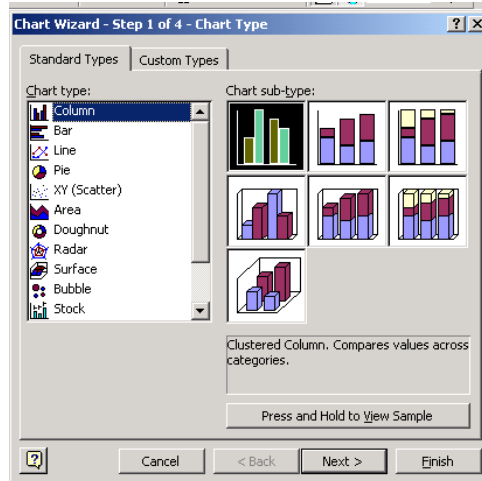 Chart Wizard - Step 1 of 4 - Chart Type
Standard Types
Custom Types
Chart type:
Column
Bar
Line
Pie
XY (Scatter)
Area
Doughnut
Radar
Surface
Bubble
Stock
Chart sub-type:
Clustered Column. Compares values across
categories.
Press and Hold to View Sample
Cancel
< Back
Next >
Finish